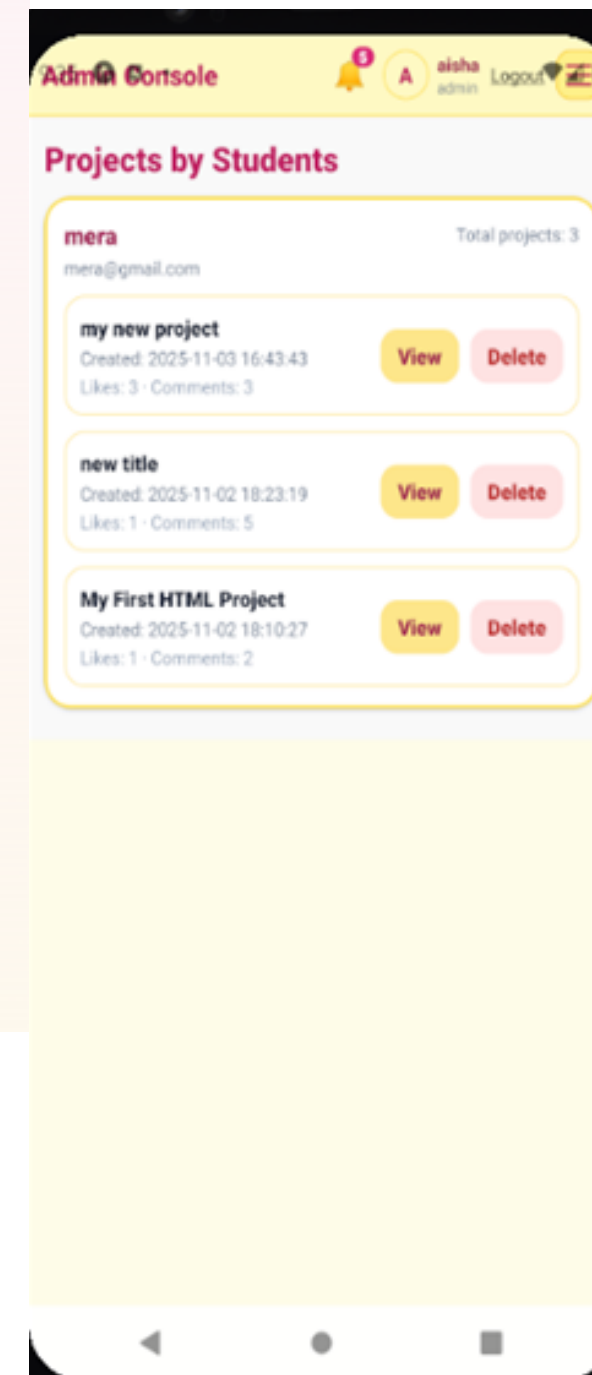 Admin Console
5
A
aisha
admin
Logout
Projects by Students
mera
Total projects: 3
mera@gmail.com
my new project
Created: 2025-11-03 16:43:43
Likes: 3 · Comments: 3
View
Delete
new title
Created: 2025-11-02 18:23:19
Likes: 1 · Comments: 5
View
Delete
My First HTML Project
Created: 2025-11-02 18:10:27
Likes: 1 · Comments: 2
View
Delete